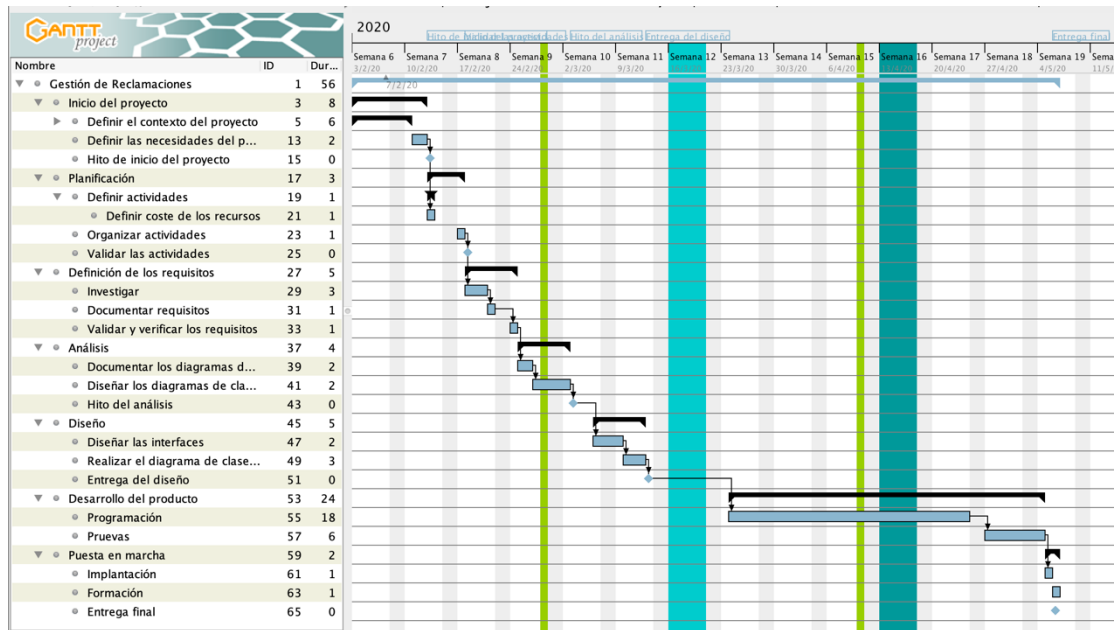 GANTT
project
2020
Hito del análisis
Entrega del diseño
Entrega final
Nombre ID Dur...
Semana 6 Semana 7 Semana 8 Semana 9 Semana 10 Semana 11 Semana 12 Semana 13 Semana 14 Semana 15 Semana 16 Semana 17 Semana 18 Semana 19 Sema
3/2/20 10/2/20 17/2/20 24/2/20 2/3/20 9/3/20 23/3/20 30/3/20 6/4/20 20/4/20 27/4/20 4/5/20 11/5/
7/2/20
Gestión de Reclamaciones 1 56
Inicio del proyecto 3 8
Definir el contexto del proyecto 5 6
Definir las necesidades del p... 13 2
Hito de inicio del proyecto 15 0
Planificación 17 3
Definir actividades 19 1
Definir coste de los recursos 21 1
Organizar actividades 23 1
Validar las actividades 25 0
Definición de los requisitos 27 5
Investigar 29 3
Documentar requisitos 31 1
Validar y verificar los requisitos 33 1
Análisis 37 4
Documentar los diagramas d... 39 2
Diseñar los diagramas de cla... 41 2
Hito del análisis 43 0
Diseño 45 5
Diseñar las interfaces 47 2
Realizar el diagrama de clase... 49 3
Entrega del diseño 51 0
Desarrollo del producto 53 24
Programación 55 18
Pruevas 57 6
Puesta en marcha 59 2
Implantación 61 1
Formación 63 1
Entrega final 65 0